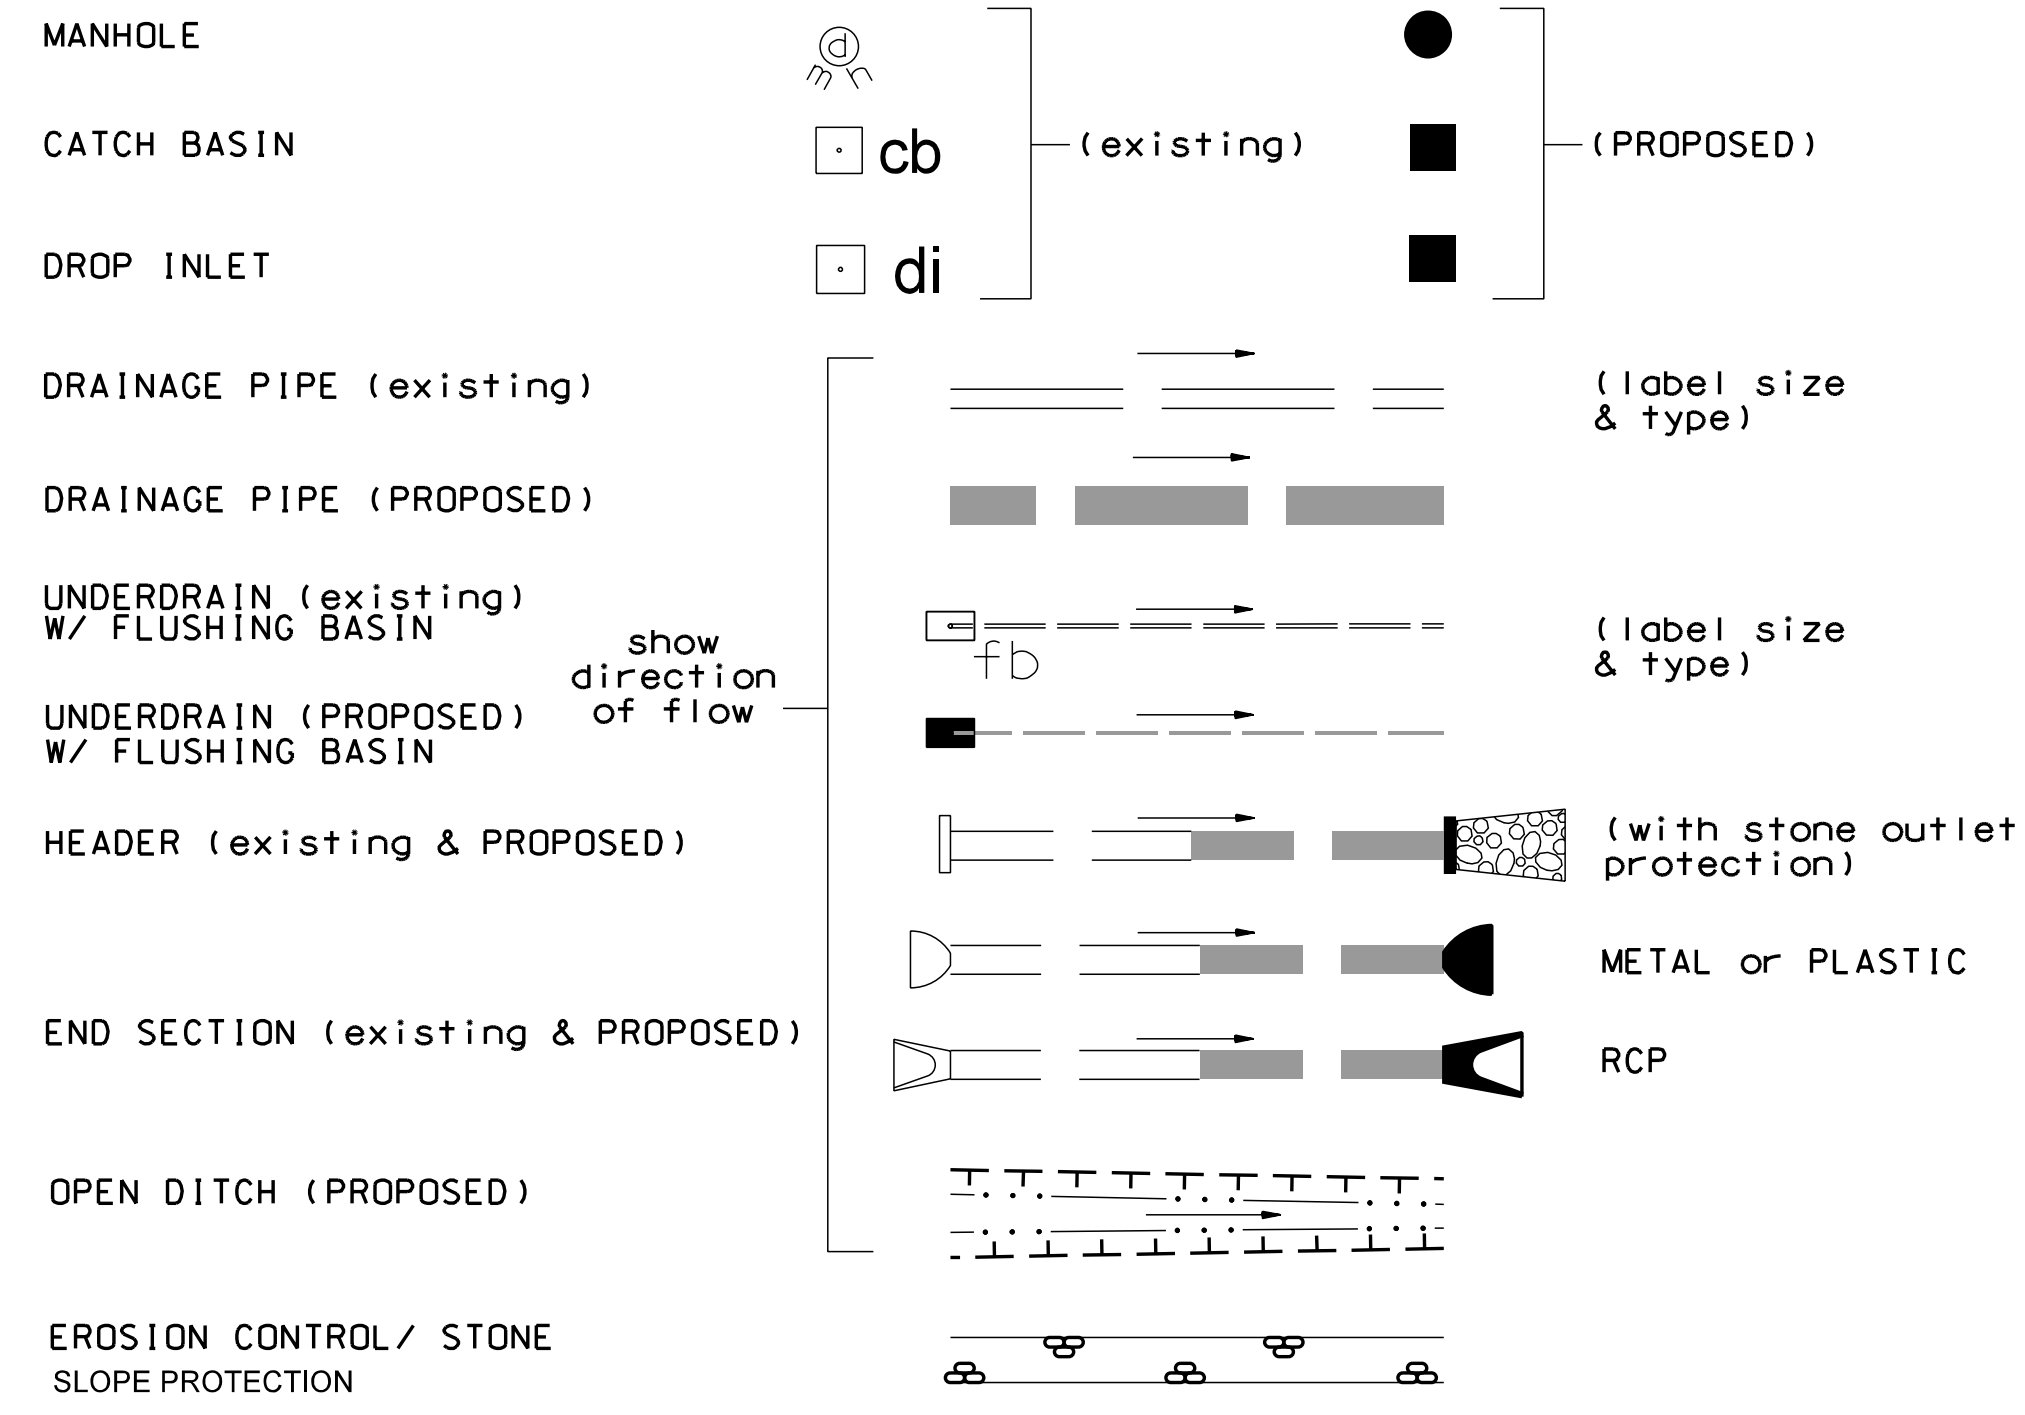 MANHOLE
d
mh
CATCH BASIN
cb
(existing)
(PROPOSED)
DROP INLET
di
DRAINAGE PIPE (existing)
(label size
& type)
DRAINAGE PIPE (PROPOSED)
UNDERDRAIN (existing)
W/ FLUSHING BASIN
fb
(label size
& type)
show
direction
of flow
UNDERDRAIN (PROPOSED)
W/ FLUSHING BASIN
HEADER (existing & PROPOSED)
(with stone outlet
protection)
METAL or PLASTIC
END SECTION (existing & PROPOSED)
RCP
OPEN DITCH (PROPOSED)
EROSION CONTROL/ STONE
SLOPE PROTECTION